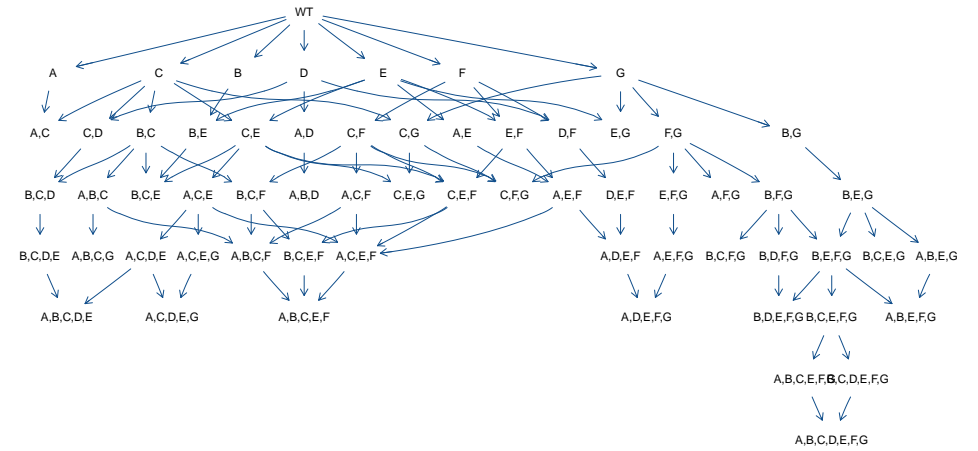 WT
A C B D E F G
A,C C,D B,C B,E C,E A,D C,F C,G A,E E,F D,F E,G F,G B,G
B,C,D A,B,C B,C,E A,C,E B,C,F A,B,D A,C,F C,E,G C,E,F C,F,G A,E,F D,E,F E,F,G A,F,G B,F,G B,E,G
B,C,D,E A,B,C,G A,C,D,E A,C,E,G A,B,C,F B,C,E,F A,C,E,F A,D,E,F A,E,F,G B,C,F,G B,D,F,G B,E,F,G B,C,E,G A,B,E,G
A,B,C,D,E A,C,D,E,G A,B,C,E,F A,D,E,F,G B,D,E,F,G B,C,E,F,G A,B,E,F,G
A,B,C,E,F,G B,C,D,E,F,G
A,B,C,D,E,F,G